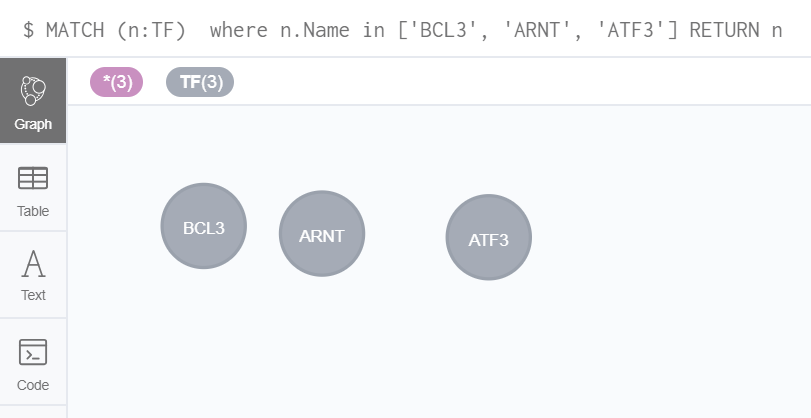 $ MATCH (n:TF)  where n.Name in ['BCL3', 'ARNT', 'ATF3'] RETURN n
*(3) TF(3)
Graph
Table
Text
Code
BCL3 ARNT ATF3